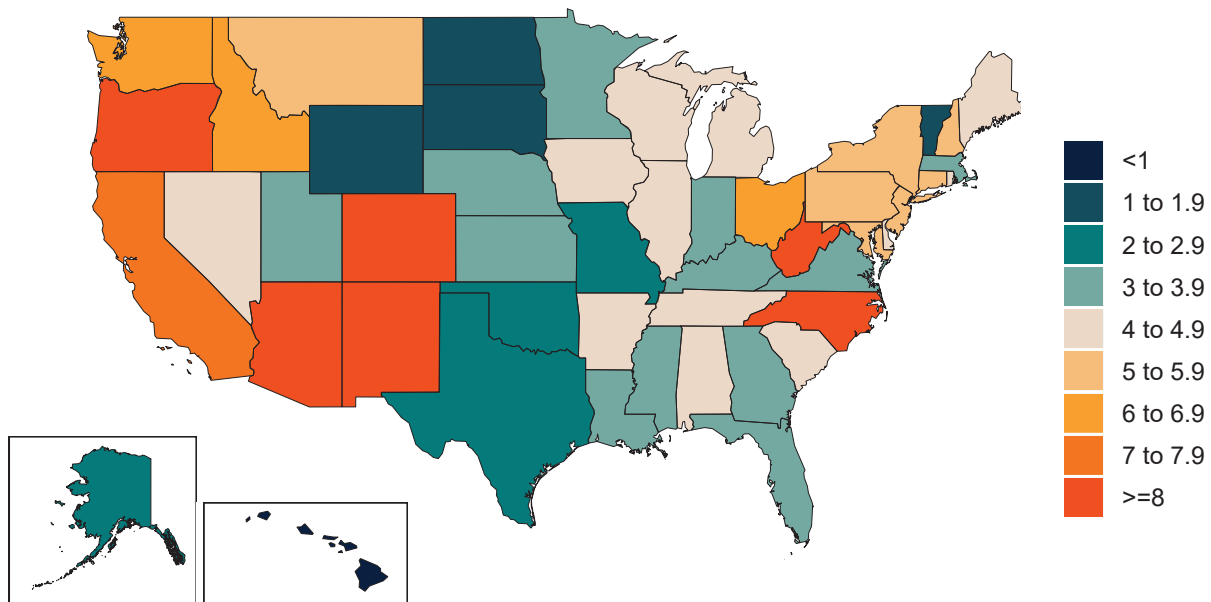 <1
1 to 1.9
2 to 2.9
3 to 3.9
4 to 4.9
5 to 5.9
6 to 6.9
7 to 7.9
>=8